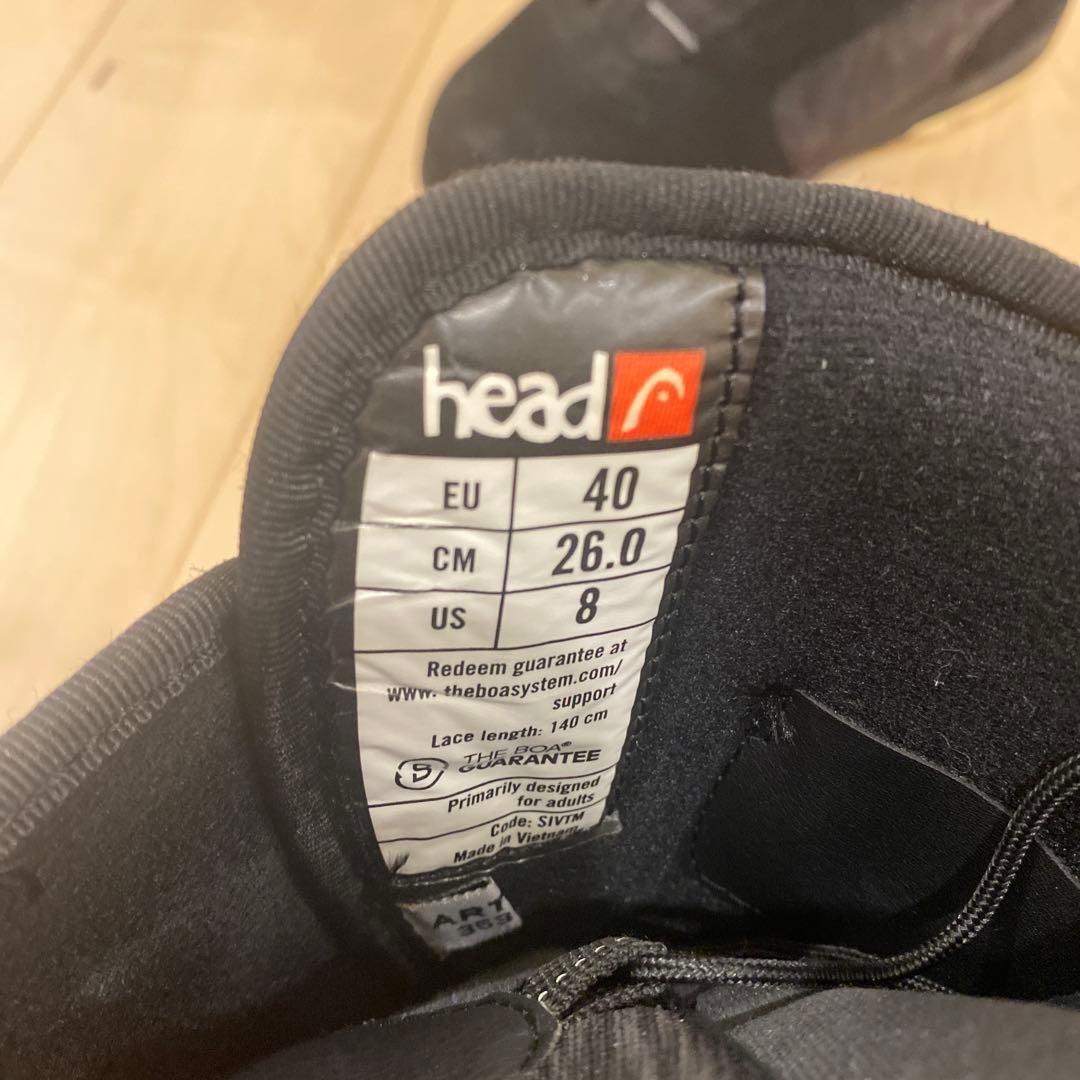 head
EU 40
CM 26.0
US 8
Redeem guarantee at
www.theboasystem.com/
support
Lace length: 140 cm
THE BOA®
GUARANTEE
Primarily designed
for adults
Code: SIVTM
Made in Vietnam
ART